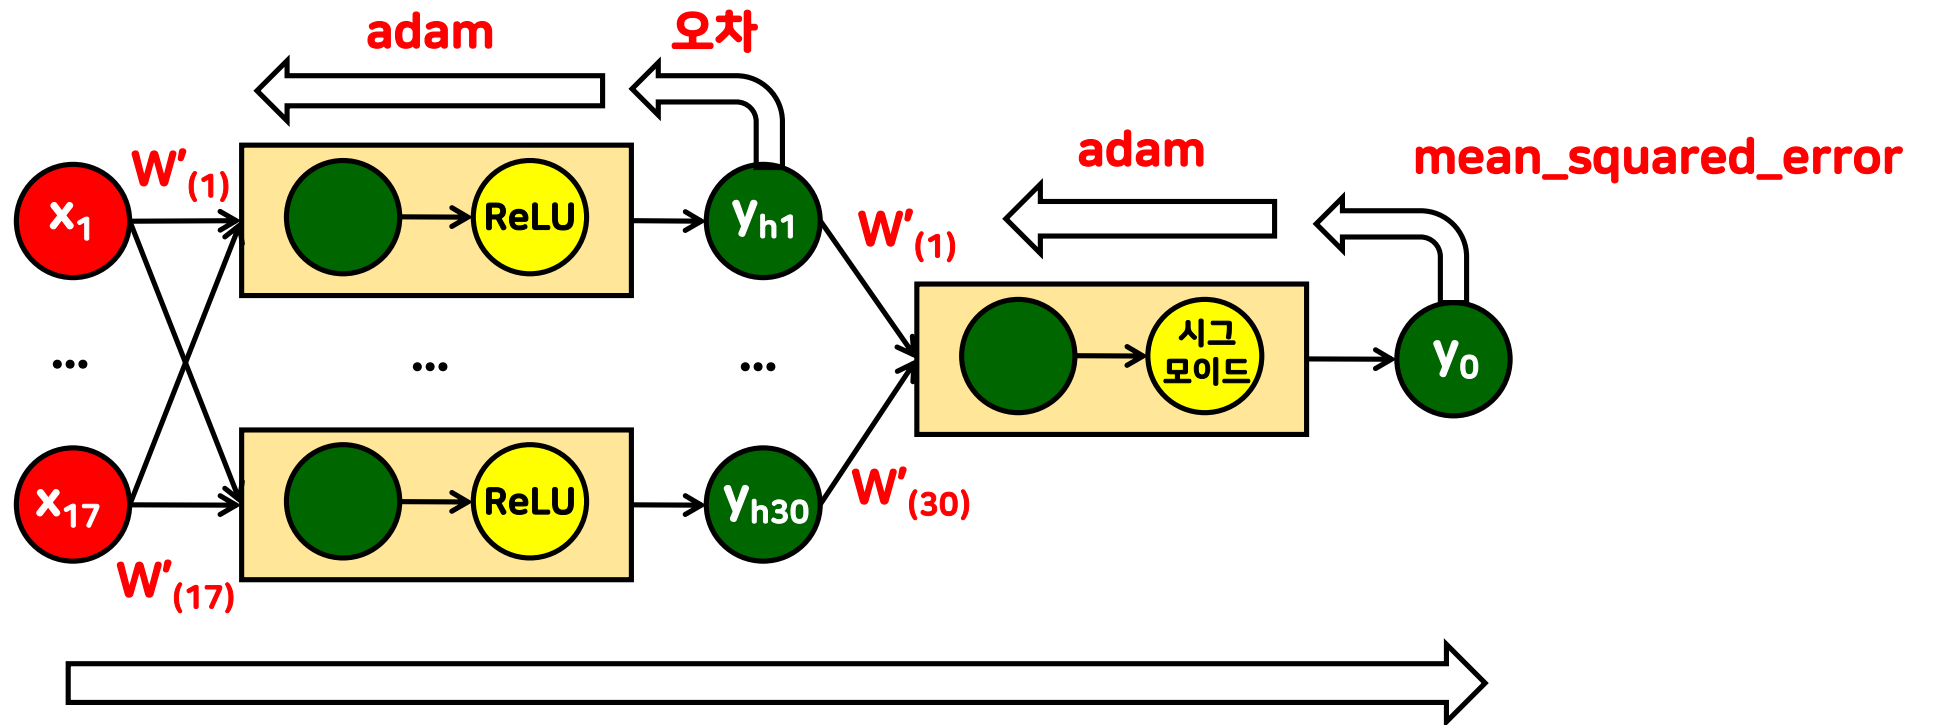 adam
오차
adam
mean_squared_error
x1
W′(1)
ReLU
yh1
W′(1)
...
...
...
시그
모이드
y0
x17
W′(17)
ReLU
yh30
W′(30)